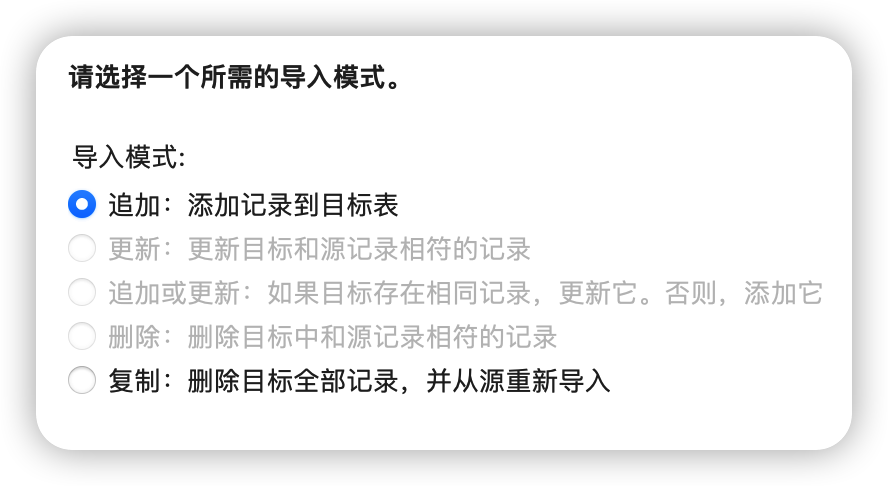 请选择一个所需的导入模式。
导入模式:
追加：添加记录到目标表
更新：更新目标和源记录相符的记录
追加或更新：如果目标存在相同记录，更新它。否则，添加它
删除：删除目标中和源记录相符的记录
复制：删除目标全部记录，并从源重新导入